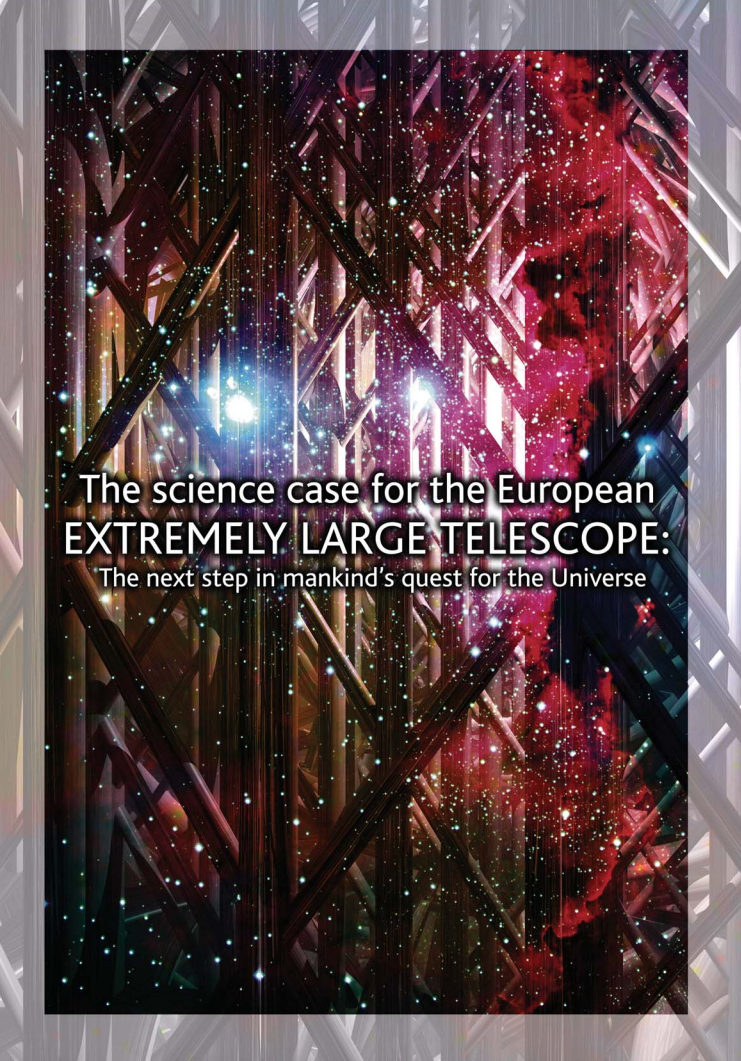 The science case for the European
EXTREMELY LARGE TELESCOPE:
The next step in mankind's quest for the Universe